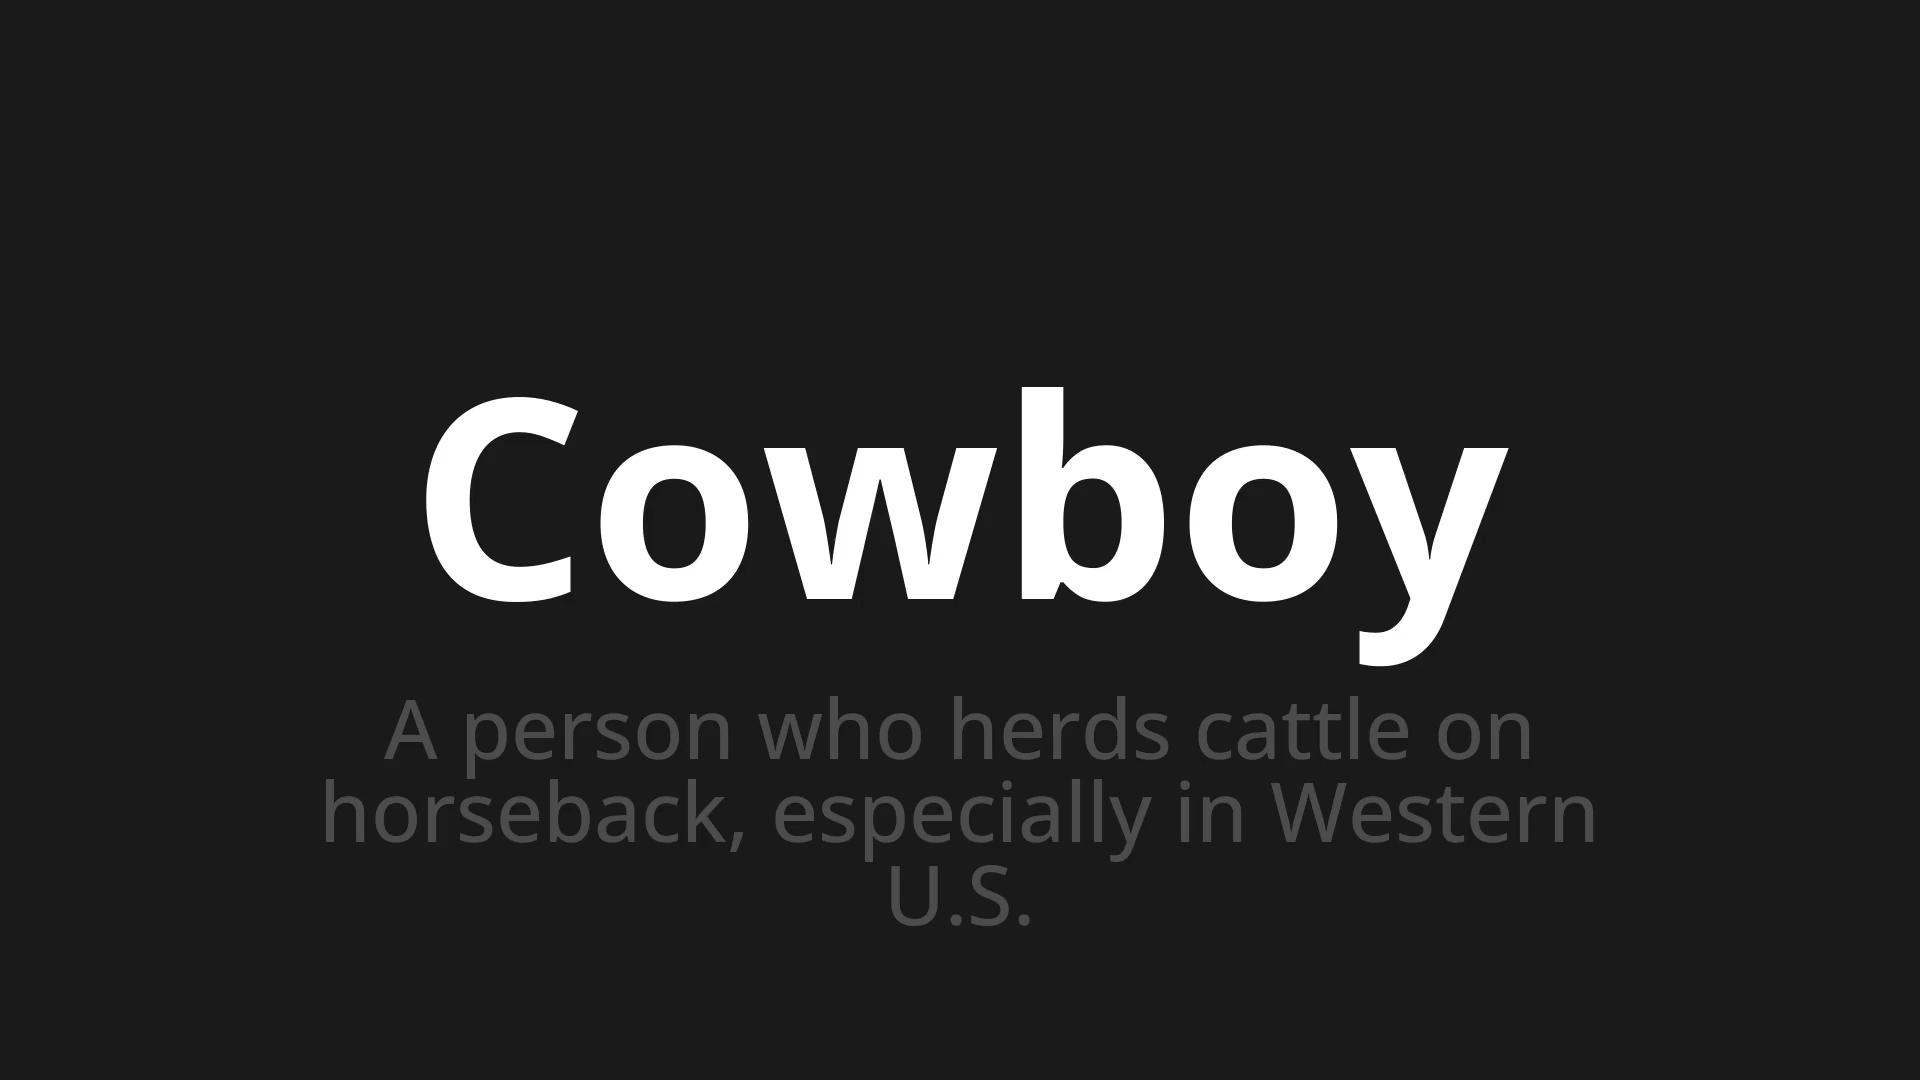 Cowboy
A person who herds cattle on
horseback, especially in Western
U.S.